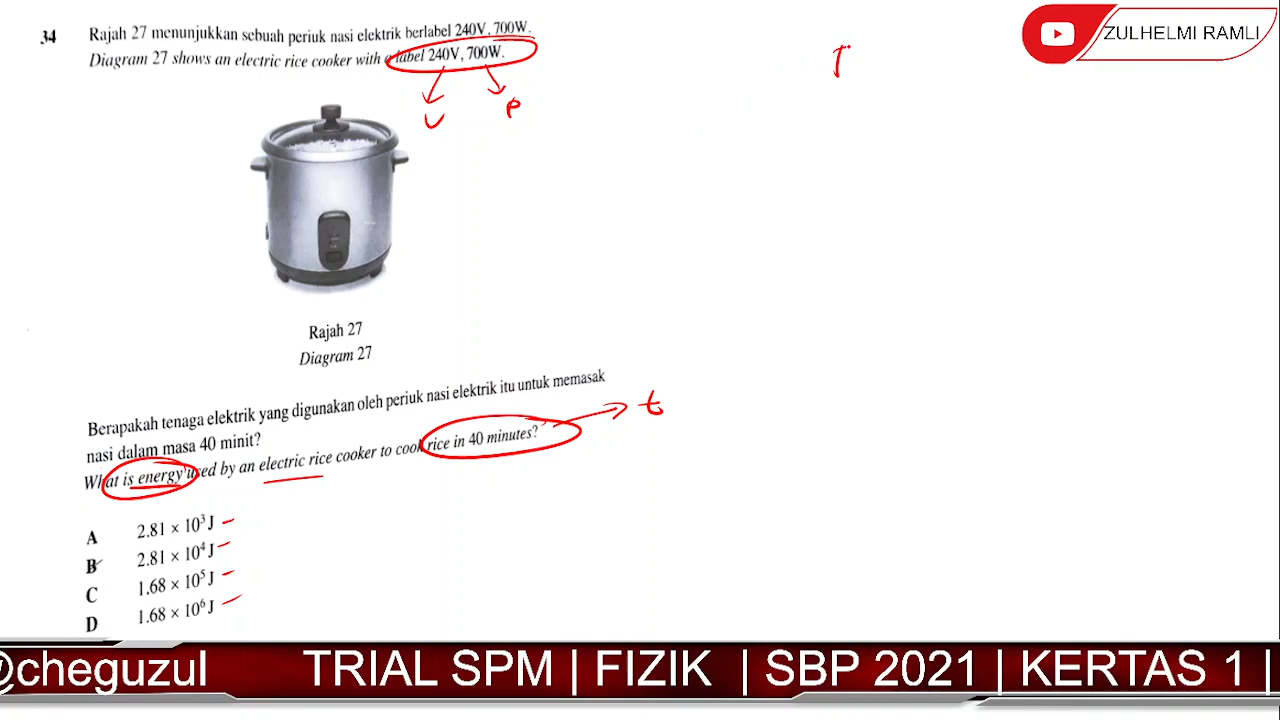 34 Rajah 27 menunjukkan sebuah periuk nasi elektrik berlabel 240V, 700W.
Diagram 27 shows an electric rice cooker with a label 240V, 700W.
V P
ZULHELMI RAMLI
Rajah 27
Diagram 27
Berapakah tenaga elektrik yang digunakan oleh periuk nasi elektrik itu untuk memasak
nasi dalam masa 40 minit?
What is energy used by an electric rice cooker to cook rice in 40 minutes?
t
A 2.81 × 10³ J
B 2.81 × 10⁴ J
C 1.68 × 10⁵ J
D 1.68 × 10⁶ J
@cheguzul TRIAL SPM | FIZIK | SBP 2021 | KERTAS 1 |